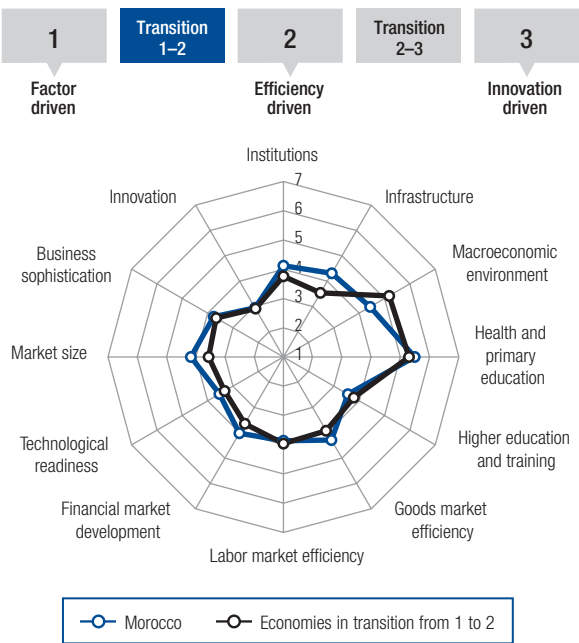 1
Transition
1–2
2
Transition
2–3
3
Factor
driven
Efficiency
driven
Innovation
driven
Institutions
Infrastructure
Macroeconomic
environment
Health and
primary
education
Higher education
and training
Goods market
efficiency
Labor market efficiency
Financial market
development
Technological
readiness
Market size
Business
sophistication
Innovation
7
6
5
4
3
2
1
Morocco
Economies in transition from 1 to 2